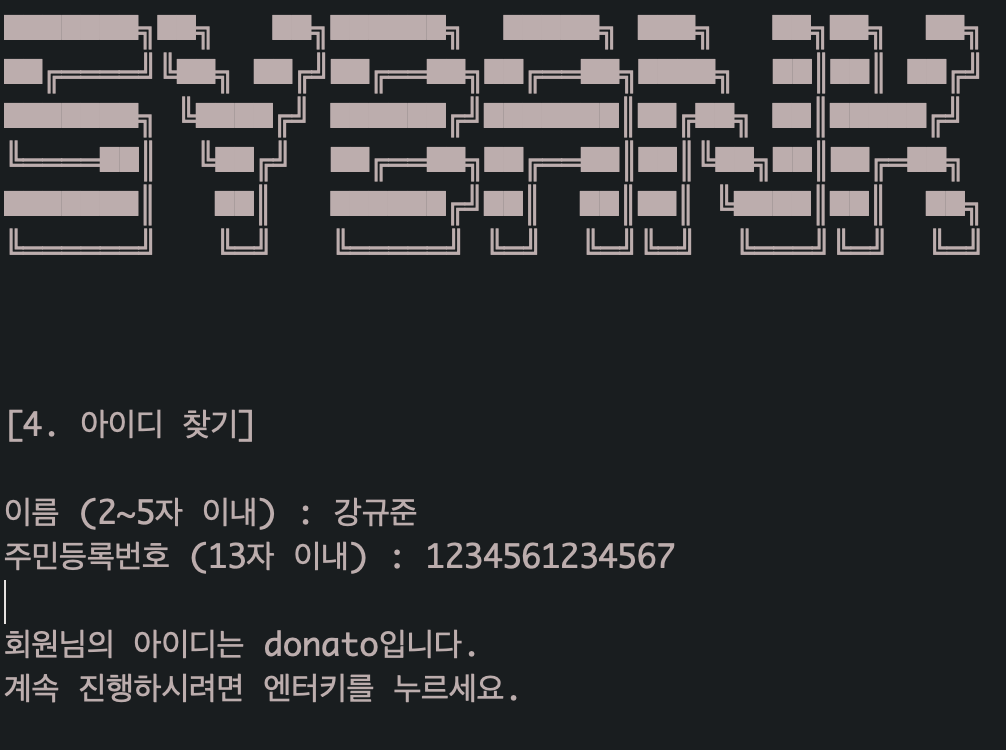 SYBANK
[4. 아이디 찾기]
이름 (2~5자 이내) : 강규준
주민등록번호 (13자 이내) : 1234561234567
회원님의 아이디는 donato입니다.
계속 진행하시려면 엔터키를 누르세요.